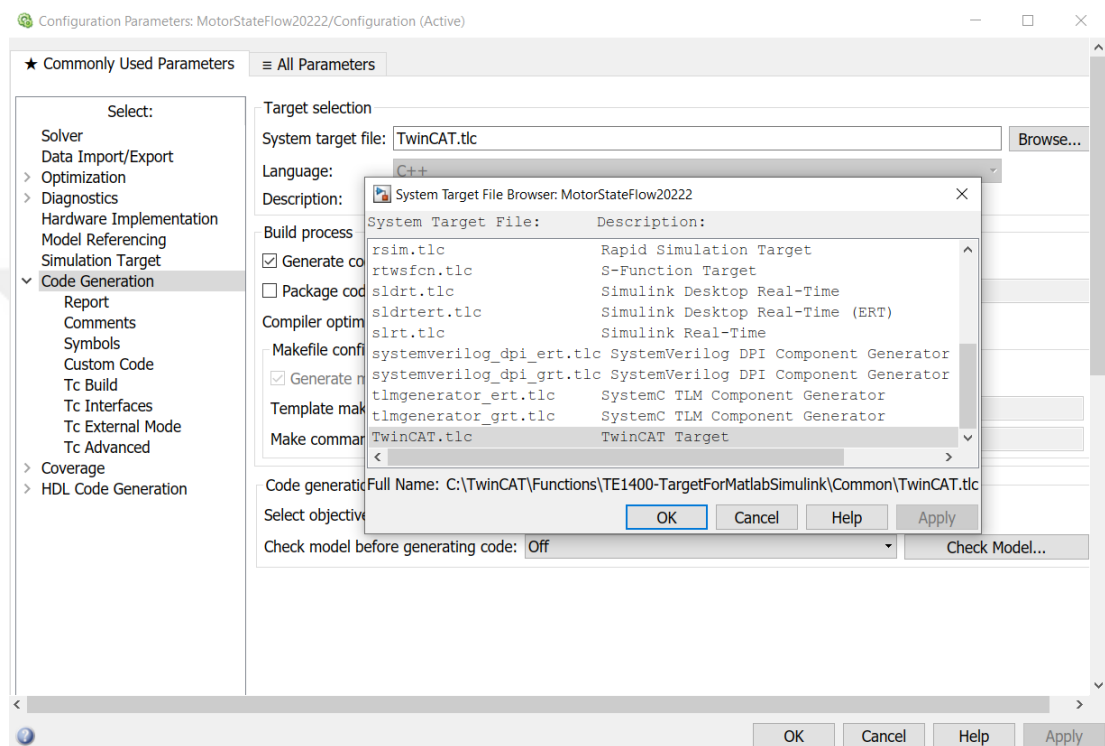 Configuration Parameters: MotorStateFlow20222/Configuration (Active)
★ Commonly Used Parameters
≡ All Parameters
Select:
Solver
Data Import/Export
Optimization
Diagnostics
Hardware Implementation
Model Referencing
Simulation Target
Code Generation
Report
Comments
Symbols
Custom Code
Tc Build
Tc Interfaces
Tc External Mode
Tc Advanced
Coverage
HDL Code Generation
Target selection
System target file: TwinCAT.tlc Browse...
Language: C++
Description:
Build process
Generate co
Package cod
Compiler optim
Makefile confi
Generate m
Template mak
Make comman
Code generatio
Select objective
Check model before generating code: Off Check Model...
System Target File Browser: MotorStateFlow20222
System Target File: Description:
rsim.tlc Rapid Simulation Target
rtwsfcn.tlc S-Function Target
sldrt.tlc Simulink Desktop Real-Time
sldrtert.tlc Simulink Desktop Real-Time (ERT)
slrt.tlc Simulink Real-Time
systemverilog_dpi_ert.tlc SystemVerilog DPI Component Generator
systemverilog_dpi_grt.tlc SystemVerilog DPI Component Generator
tlmgenerator_ert.tlc SystemC TLM Component Generator
tlmgenerator_grt.tlc SystemC TLM Component Generator
TwinCAT.tlc TwinCAT Target
Full Name: C:\TwinCAT\Functions\TE1400-TargetForMatlabSimulink\Common\TwinCAT.tlc
OK Cancel Help Apply
OK Cancel Help Apply